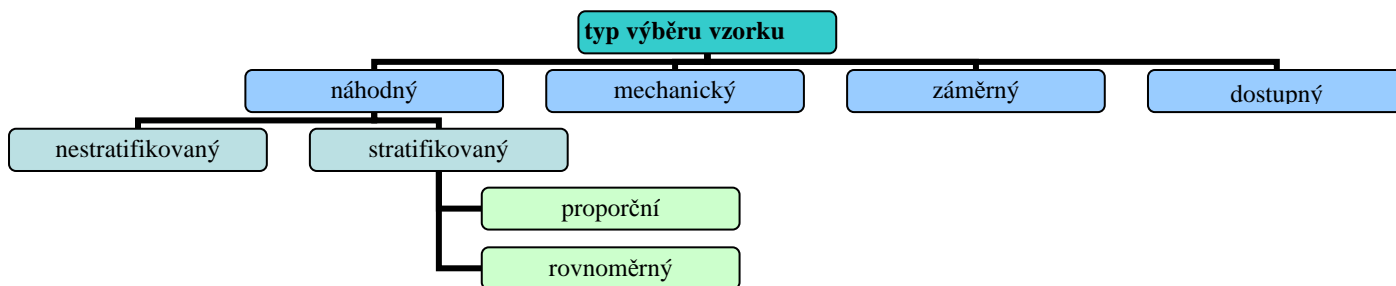 typ výběru vzorku
náhodný
mechanický
záměrný
dostupný
nestratifikovaný
stratifikovaný
proporční
rovnoměrný